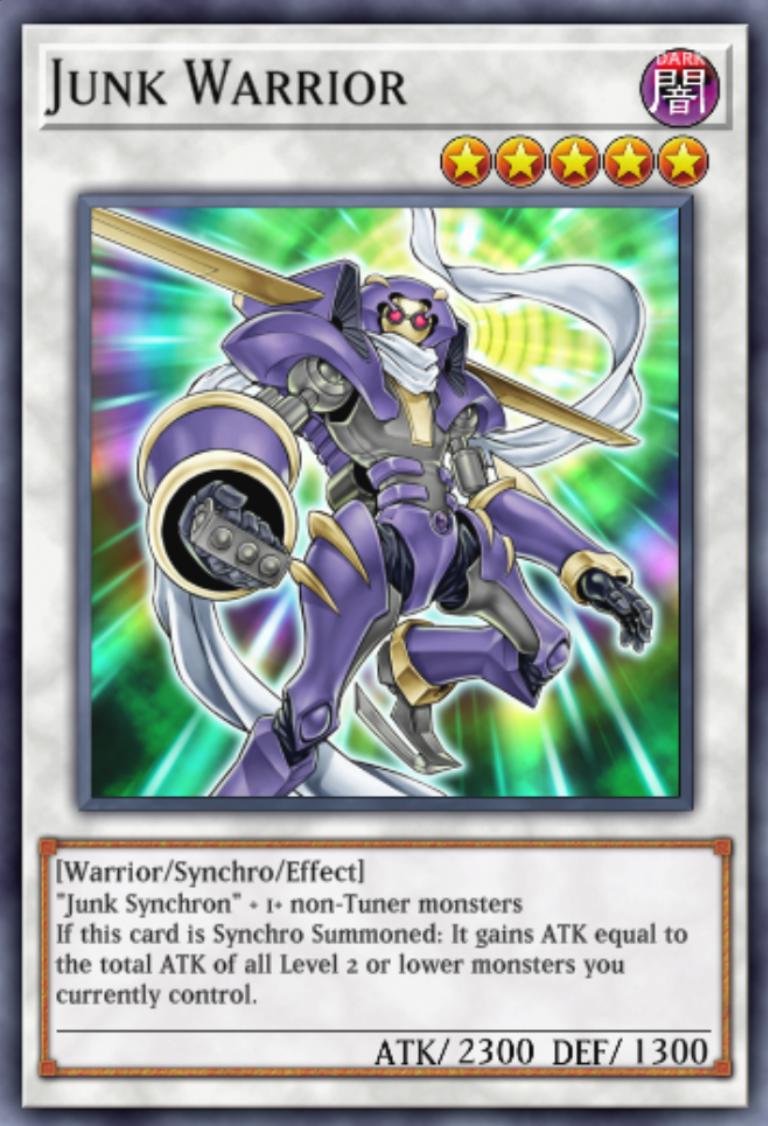 Junk Warrior
DARK
闇
[Warrior/Synchro/Effect]
"Junk Synchron" + 1+ non-Tuner monsters
If this card is Synchro Summoned: It gains ATK equal to
the total ATK of all Level 2 or lower monsters you
currently control.
ATK/ 2300 DEF/ 1300